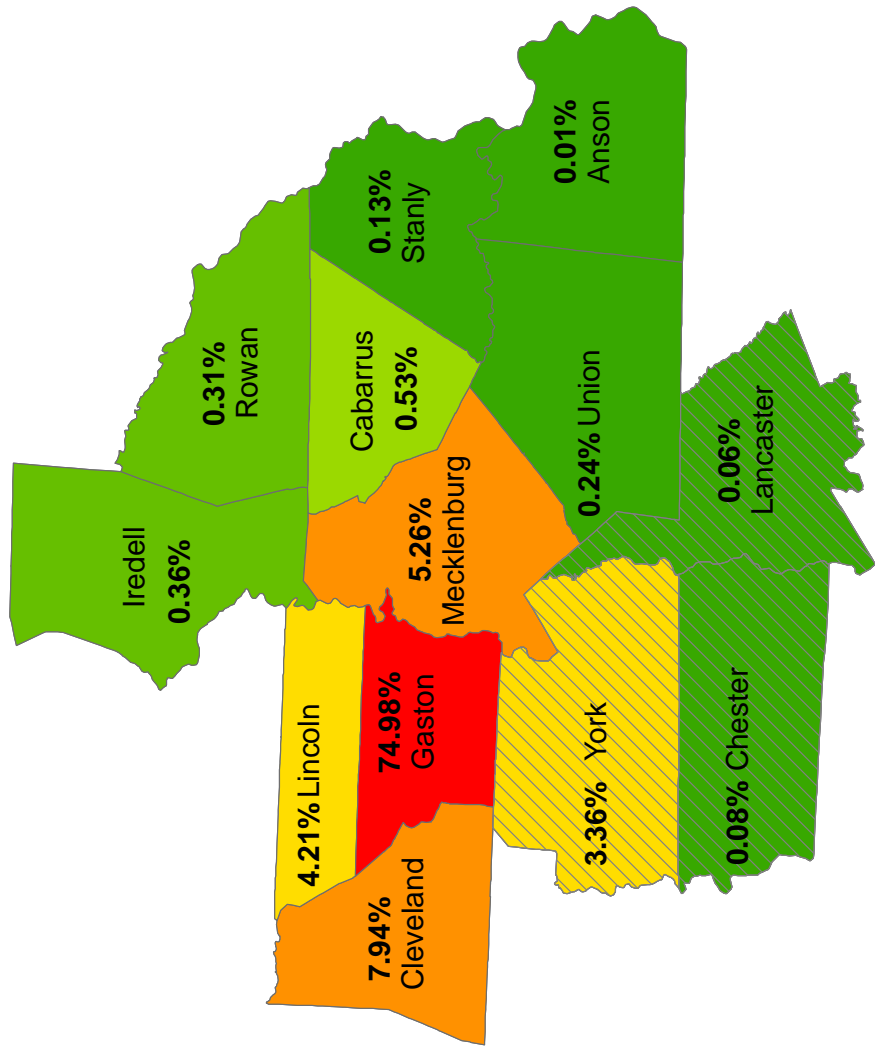 Iredell
0.36%
0.31%
Rowan
4.21% Lincoln
Cabarrus
0.53%
0.13%
Stanly
7.94%
Cleveland
74.98%
Gaston
5.26%
Mecklenburg
0.24% Union
0.01%
Anson
3.36% York
0.08% Chester
0.06%
Lancaster